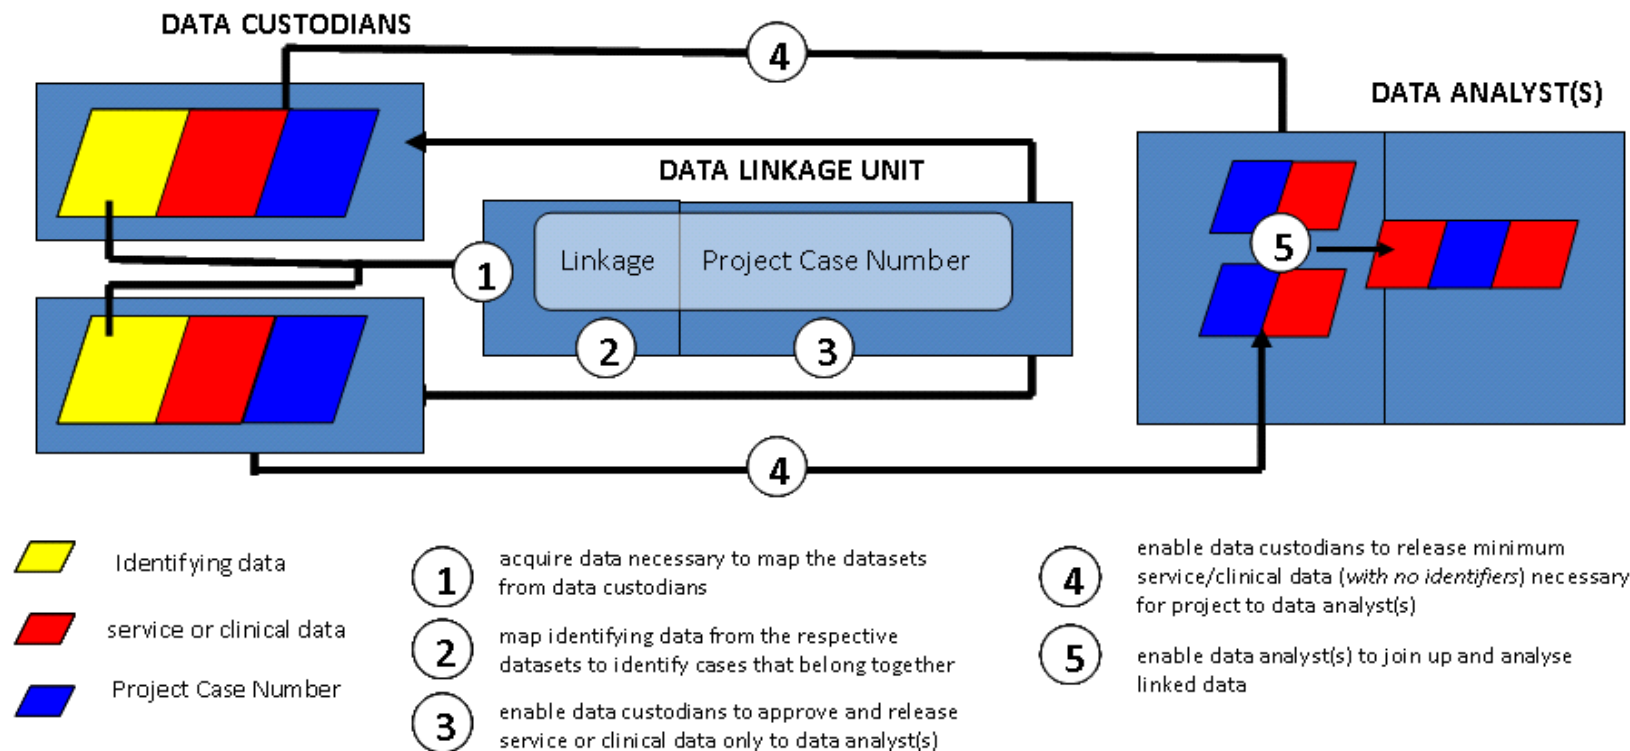 DATA CUSTODIANS
4
DATA ANALYST(S)
DATA LINKAGE UNIT
1
Linkage
Project Case Number
2
3
5
4
Identifying data
service or clinical data
Project Case Number
1
acquire data necessary to map the datasets
from data custodians
2
map identifying data from the respective
datasets to identify cases that belong together
3
enable data custodians to approve and release
service or clinical data only to data analyst(s)
4
enable data custodians to release minimum
service/clinical data (with no identifiers) necessary
for project to data analyst(s)
5
enable data analyst(s) to join up and analyse
linked data